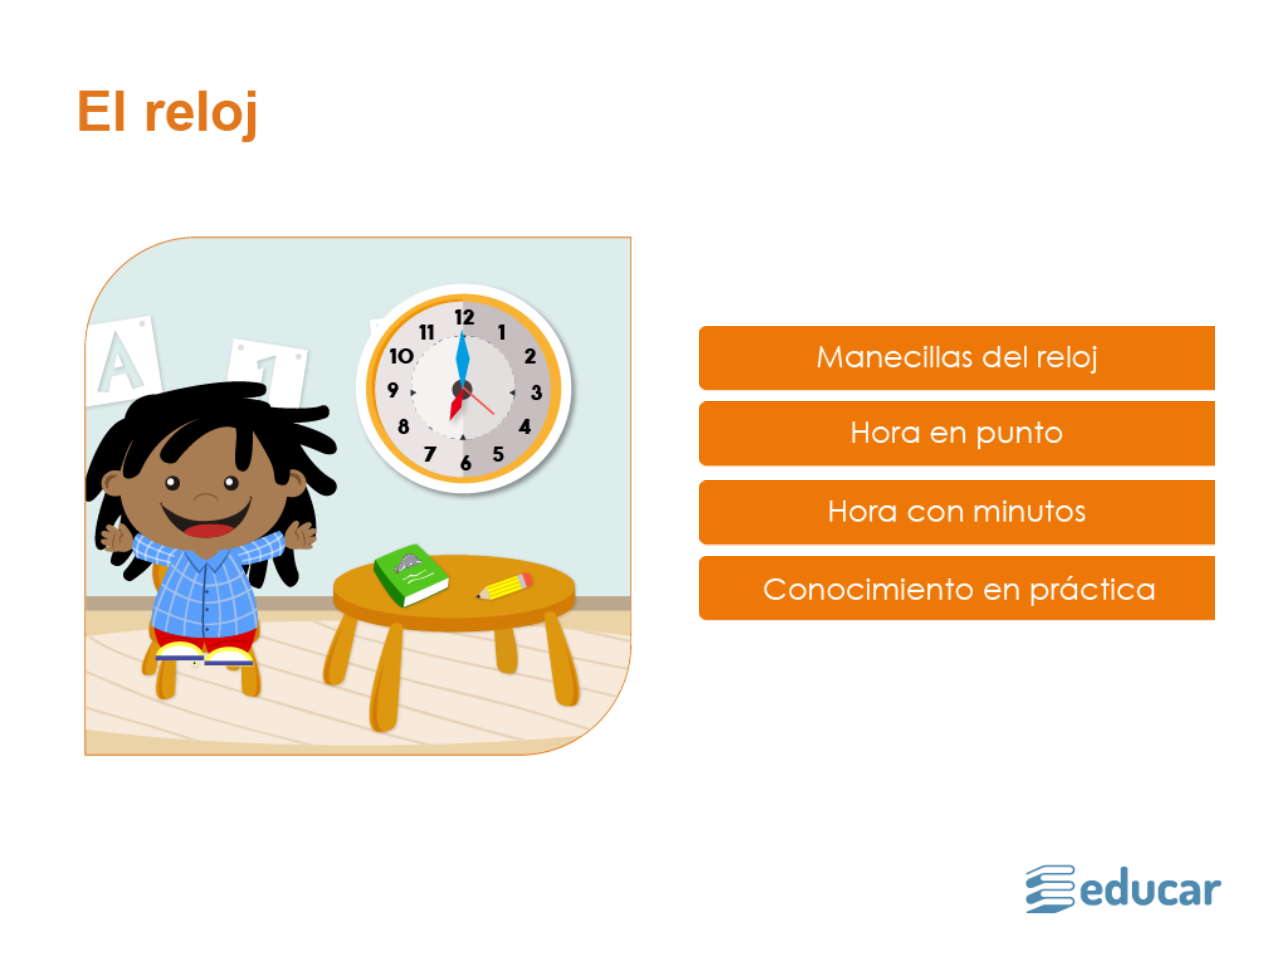 El reloj
A
1
12
11
1
10
2
9
3
8
4
7
5
6
Manecillas del reloj
Hora en punto
Hora con minutos
Conocimiento en práctica
educar